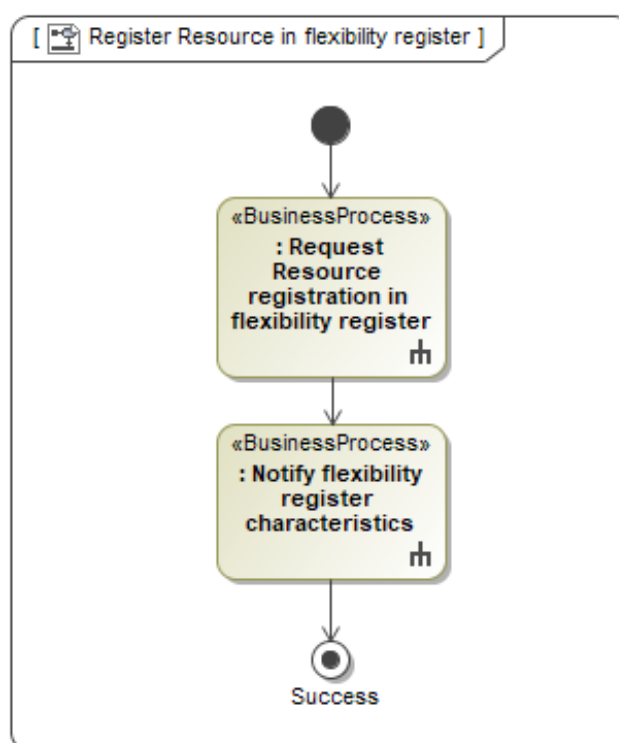 [ Register Resource in flexibility register ]
«BusinessProcess»
: Request
Resource
registration in
flexibility register
«BusinessProcess»
: Notify flexibility
register
characteristics
Success